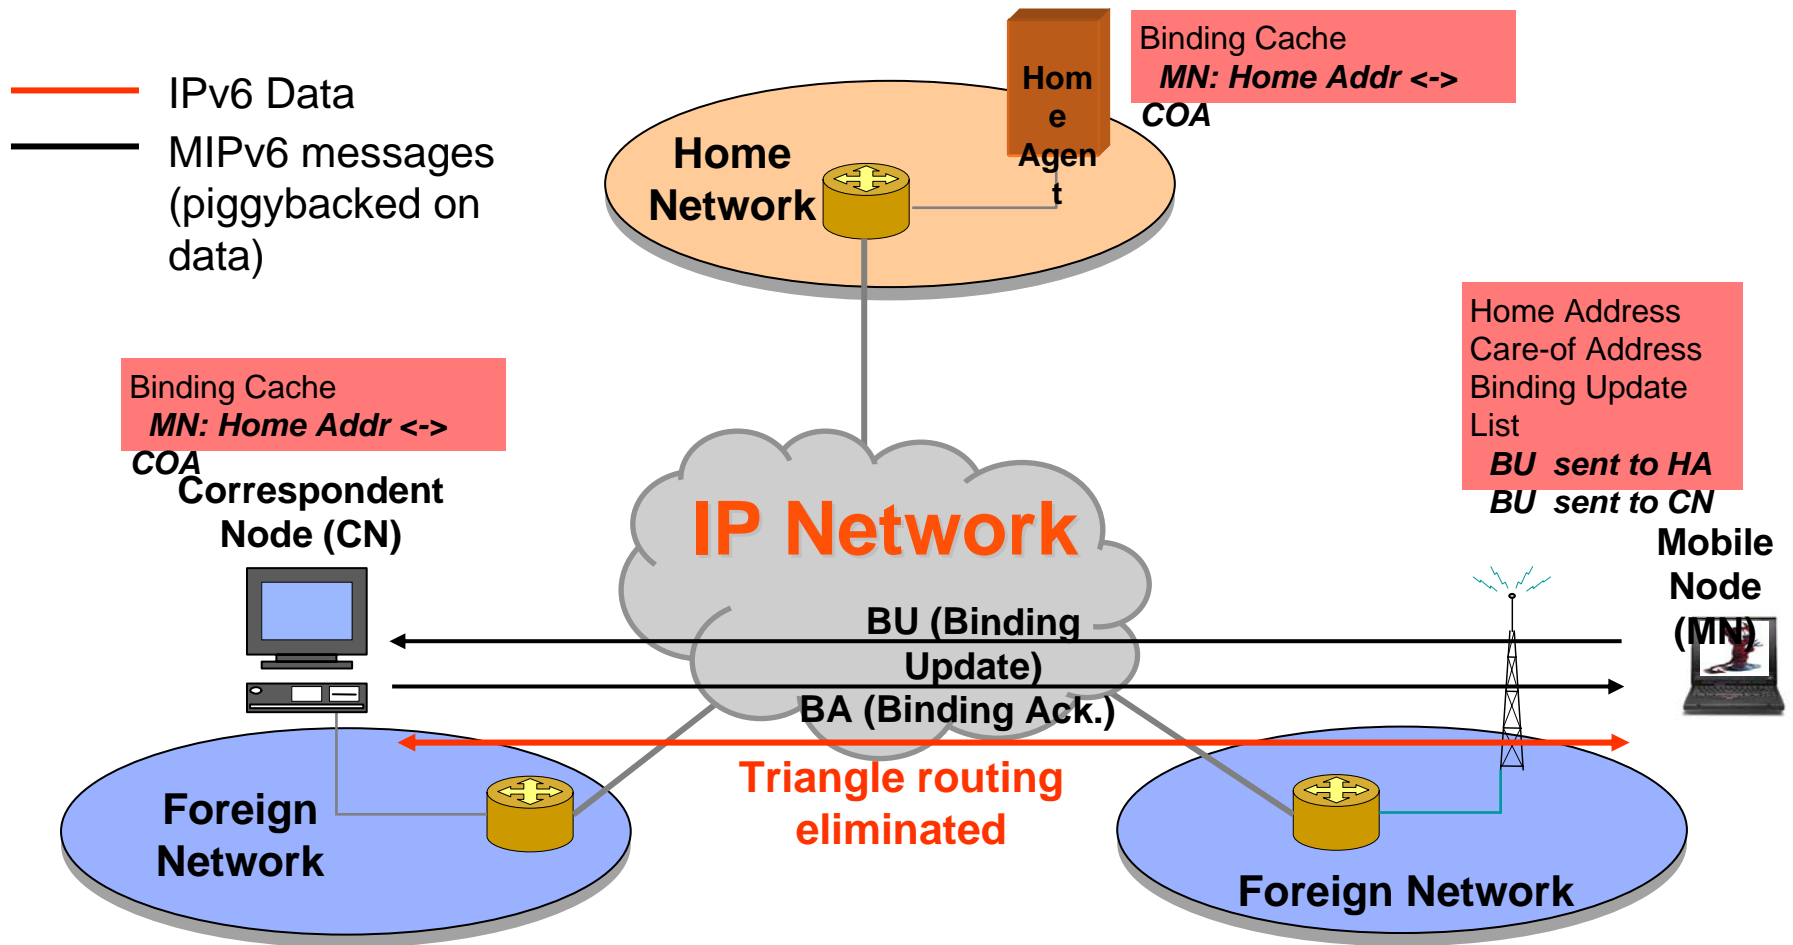 IPv6 Data
MIPv6 messages
(piggybacked on
data)
Binding Cache
MN: Home Addr <->
COA
Hom
e
Agen
t
Home
Network
Home Address
Care-of Address
Binding Update
List
BU sent to HA
BU sent to CN
Binding Cache
MN: Home Addr <->
COA
Correspondent
Node (CN)
IP Network
Mobile
Node
(MN)
BU (Binding
Update)
BA (Binding Ack.)
Triangle routing
eliminated
Foreign
Network
Foreign Network